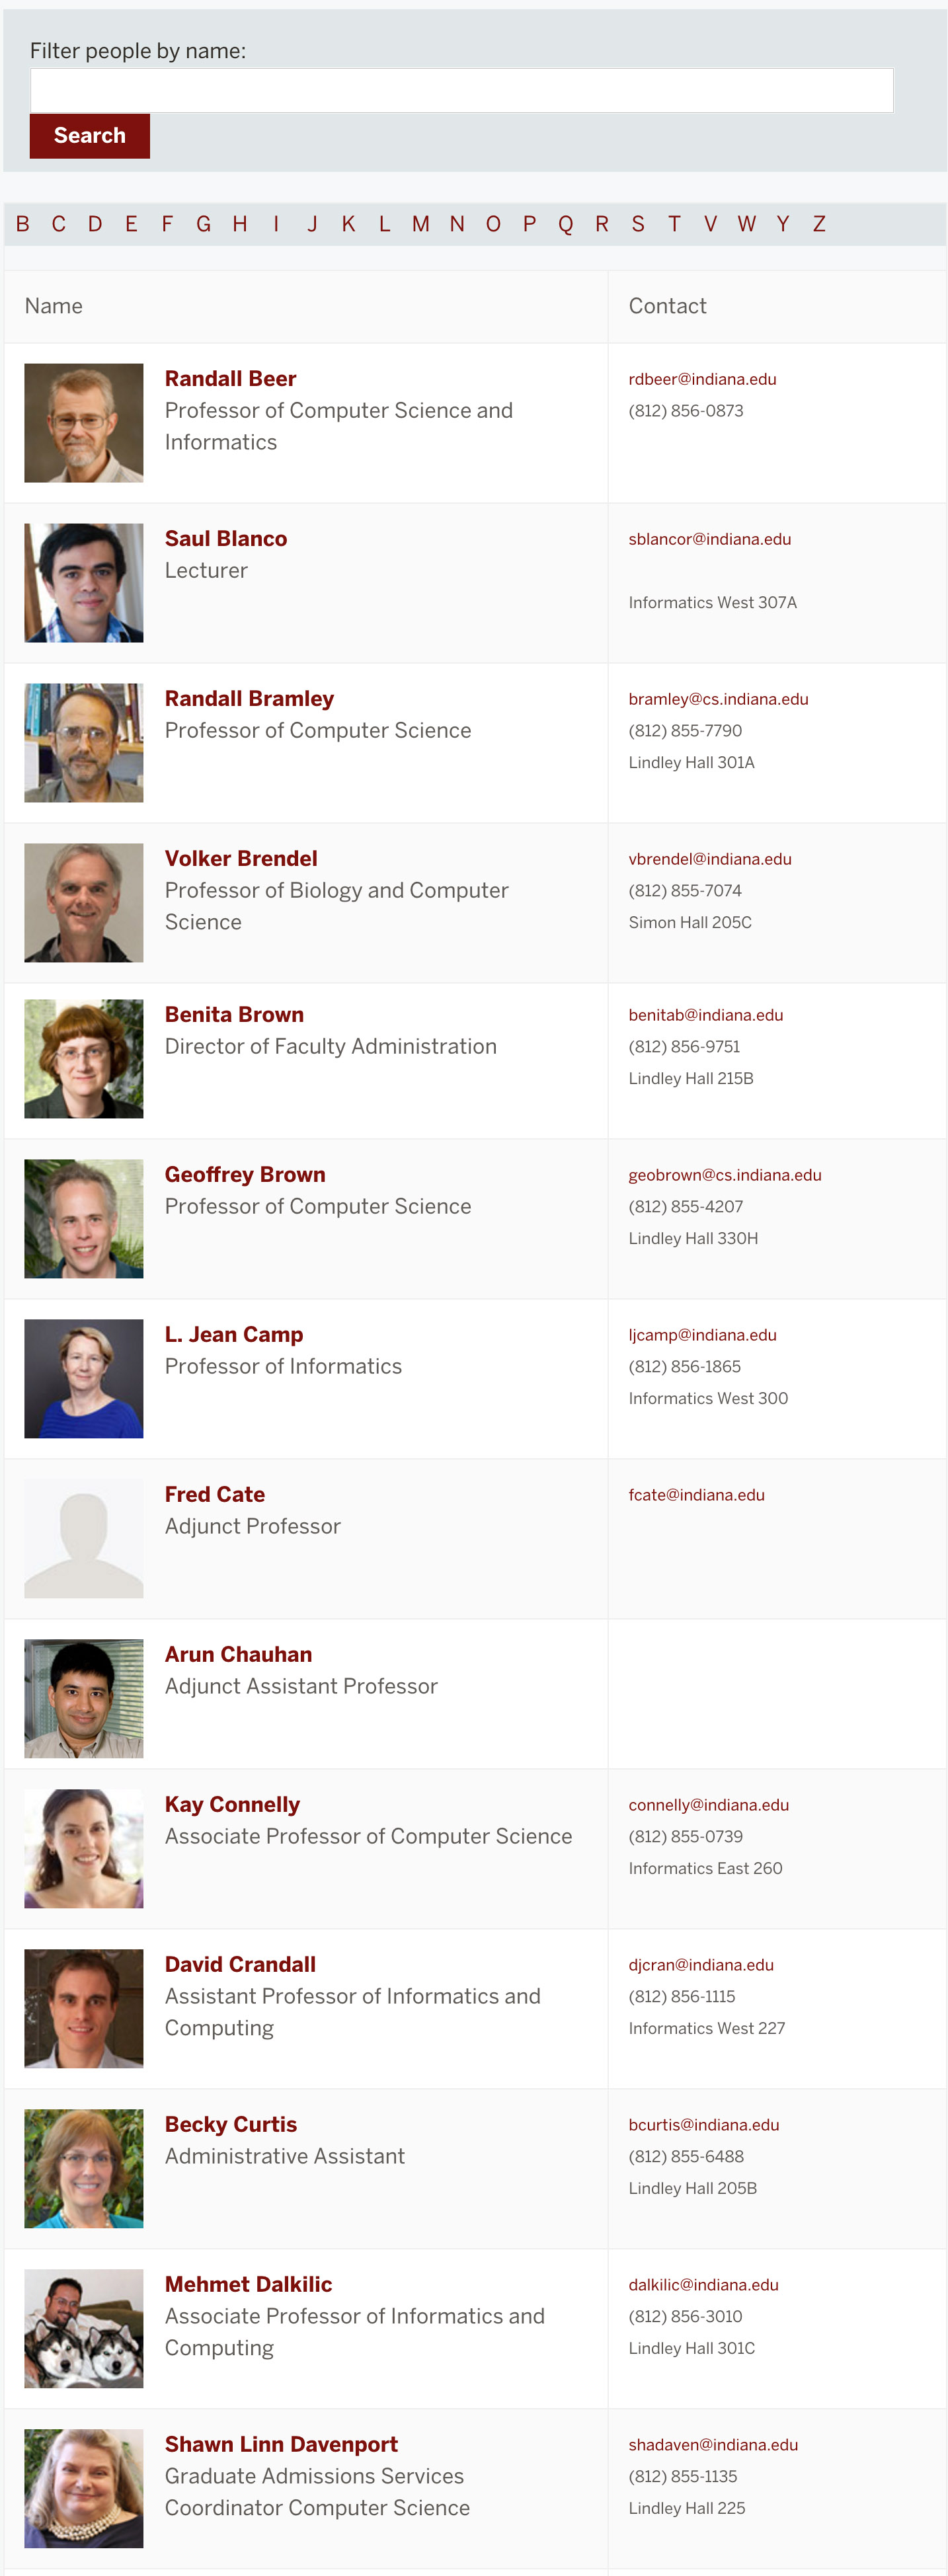 Filter people by name:
Search
B C D E F G H I J K L M N O P Q R S T V W Y Z
Name
Contact
Randall Beer
Professor of Computer Science and
Informatics
rdbeer@indiana.edu
(812) 856-0873
Saul Blanco
Lecturer
sblancor@indiana.edu
Informatics West 307A
Randall Bramley
Professor of Computer Science
bramley@cs.indiana.edu
(812) 855-7790
Lindley Hall 301A
Volker Brendel
Professor of Biology and Computer
Science
vbrendel@indiana.edu
(812) 855-7074
Simon Hall 205C
Benita Brown
Director of Faculty Administration
benitab@indiana.edu
(812) 856-9751
Lindley Hall 215B
Geoffrey Brown
Professor of Computer Science
geobrown@cs.indiana.edu
(812) 855-4207
Lindley Hall 330H
L. Jean Camp
Professor of Informatics
ljcamp@indiana.edu
(812) 856-1865
Informatics West 300
Fred Cate
Adjunct Professor
fcate@indiana.edu
Arun Chauhan
Adjunct Assistant Professor
Kay Connelly
Associate Professor of Computer Science
connelly@indiana.edu
(812) 855-0739
Informatics East 260
David Crandall
Assistant Professor of Informatics and
Computing
djcran@indiana.edu
(812) 856-1115
Informatics West 227
Becky Curtis
Administrative Assistant
bcurtis@indiana.edu
(812) 855-6488
Lindley Hall 205B
Mehmet Dalkilic
Associate Professor of Informatics and
Computing
dalkilic@indiana.edu
(812) 856-3010
Lindley Hall 301C
Shawn Linn Davenport
Graduate Admissions Services
Coordinator Computer Science
shadaven@indiana.edu
(812) 855-1135
Lindley Hall 225